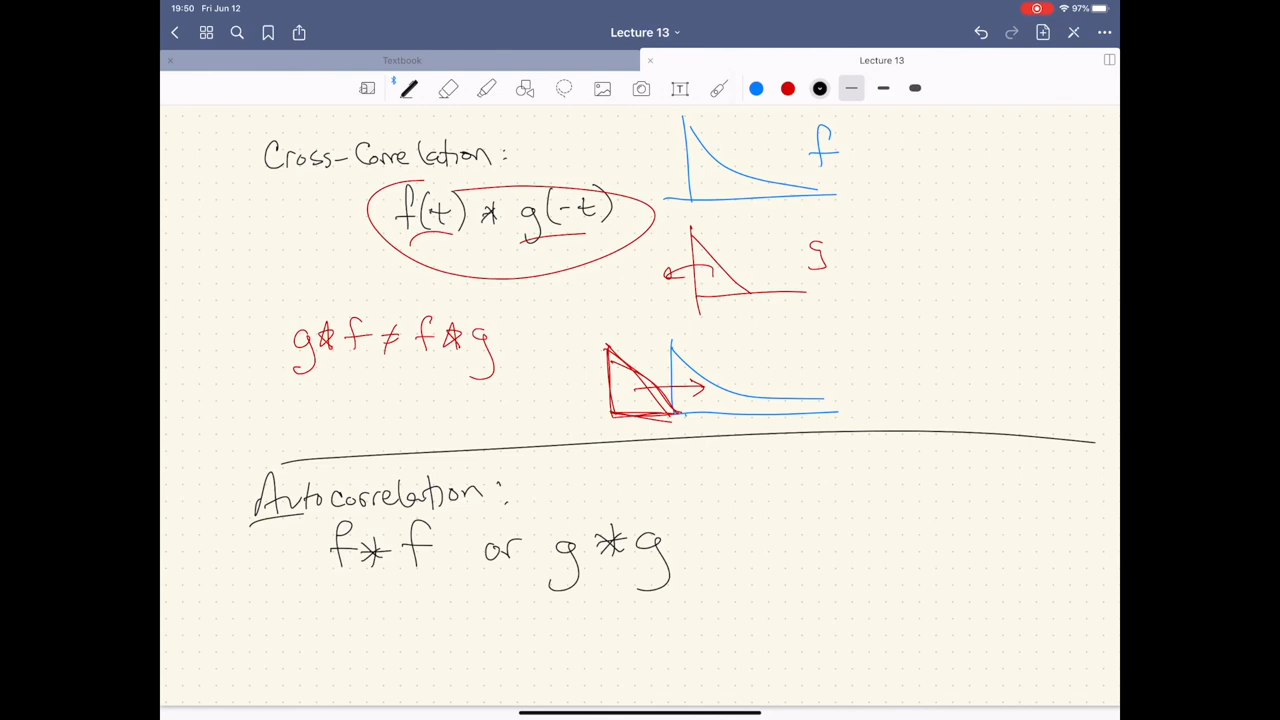 19:50 Fri Jun 12
97%
Lecture 13
Textbook
Lecture 13
T
Cross-Correlation:
f(t) * g(-t)
f
g
g☆f ≠ f☆g
Autocorrelation:
f*f or g*g